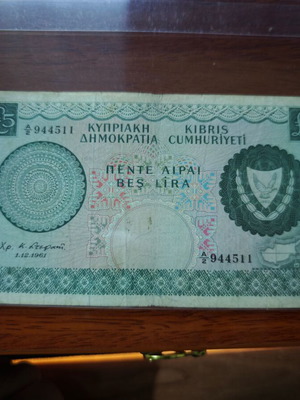 £5
A/2 944511
ΚΥΠΡΙΑΚΗ
ΔΗΜΟΚΡΑΤΙΑ
KIBRIS
CUMHURİYETİ
ΠΕΝΤΕ ΛΙΡΑΙ
BEŞ LİRA
1.12.1961
A/2 944511